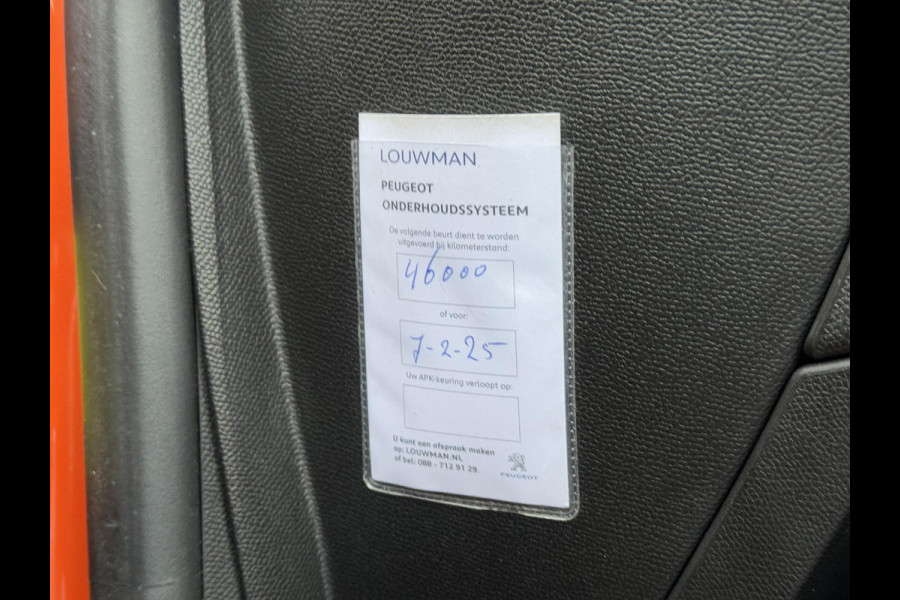 LOUWMAN
PEUGEOT
ONDERHOUDSSYSTEEM
De volgende beurt dient te worden
uitgevoerd bij kilometerstand:
46000
of voor:
7-2-25
Uw APK-keuring verloopt op:
U kunt een afspraak maken
op: LOUWMAN.NL
of bel: 088 - 712 91 29.
PEUGEOT